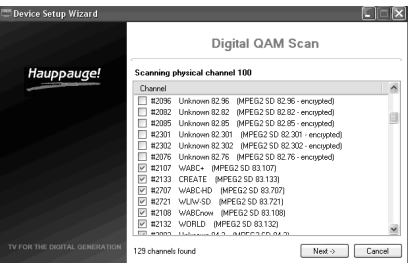 Device Setup Wizard
Hauppauge!
TV FOR THE DIGITAL GENERATION
Digital QAM Scan
Scanning physical channel 100
Channel
#2096 Unknown 82.96 (MPEG2 SD 82.96 - encrypted)
#2082 Unknown 82.82 (MPEG2 SD 82.82 - encrypted)
#2085 Unknown 82.85 (MPEG2 SD 82.85 - encrypted)
#2301 Unknown 82.301 (MPEG2 SD 82.301 - encrypted)
#2302 Unknown 82.302 (MPEG2 SD 82.302 - encrypted)
#2076 Unknown 82.76 (MPEG2 SD 82.76 - encrypted)
#2107 WABC+ (MPEG2 SD 83.107)
#2133 CREATE (MPEG2 SD 83.133)
#2707 WABC-HD (MPEG2 SD 83.707)
#2721 WLIW-SD (MPEG2 SD 83.721)
#2108 WABCnow (MPEG2 SD 83.108)
#2132 WORLD (MPEG2 SD 83.132)
129 channels found
Next ->
Cancel